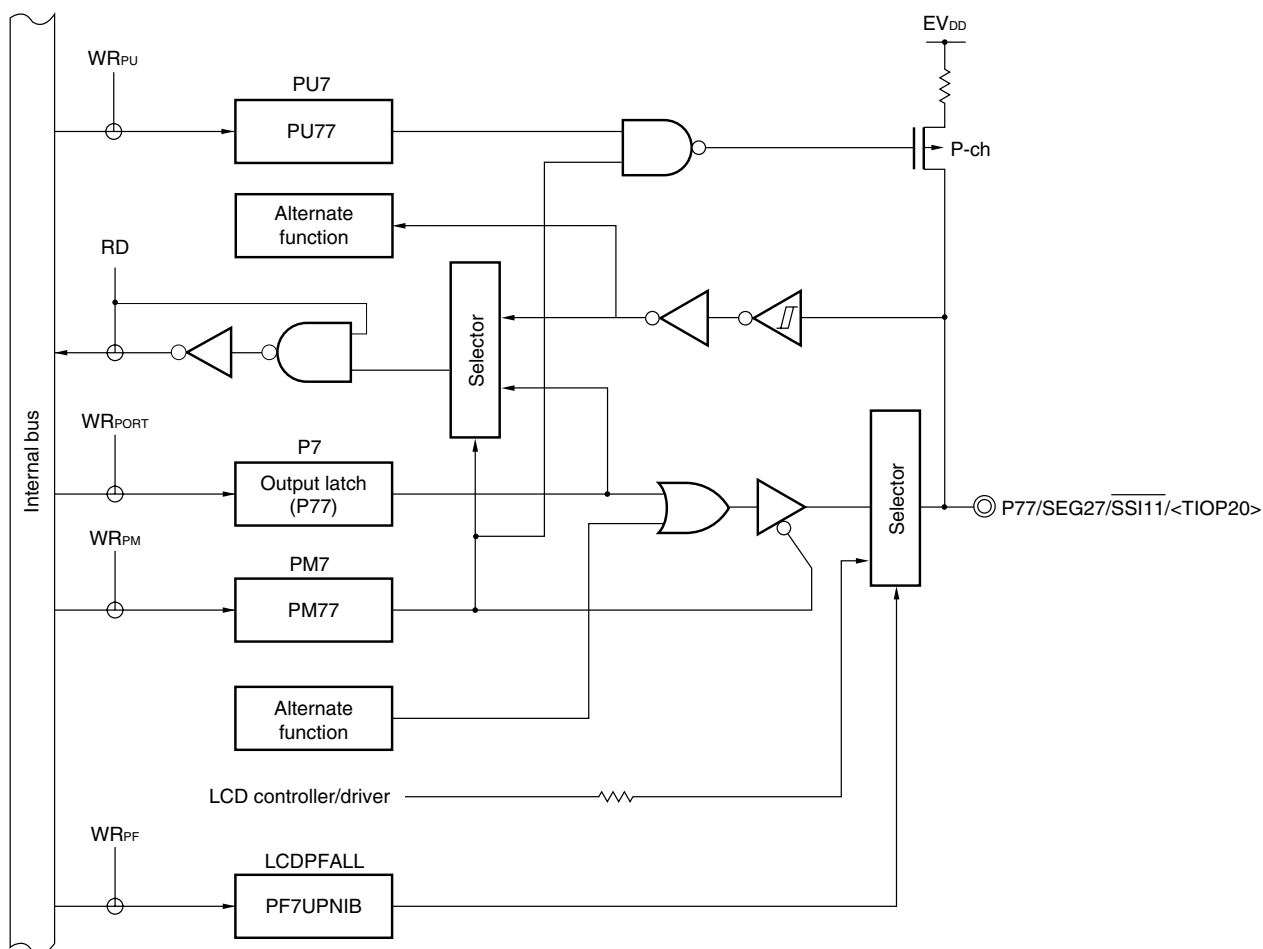 EVDD
WRPU
PU7
PU77
P-ch
Alternate
function
RD
Selector
Internal bus
WRPORT
P7
Output latch
(P77)
Selector
P77/SEG27/SSI11/<TIOP20>
WRPM
PM7
PM77
Alternate
function
LCD controller/driver
WRPF
LCDPFALL
PF7UPNIB